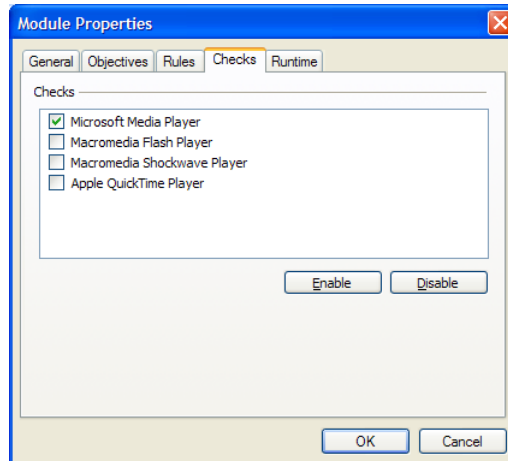 Module Properties
General Objectives Rules Checks Runtime
Checks
Microsoft Media Player
Macromedia Flash Player
Macromedia Shockwave Player
Apple QuickTime Player
Enable Disable
OK Cancel